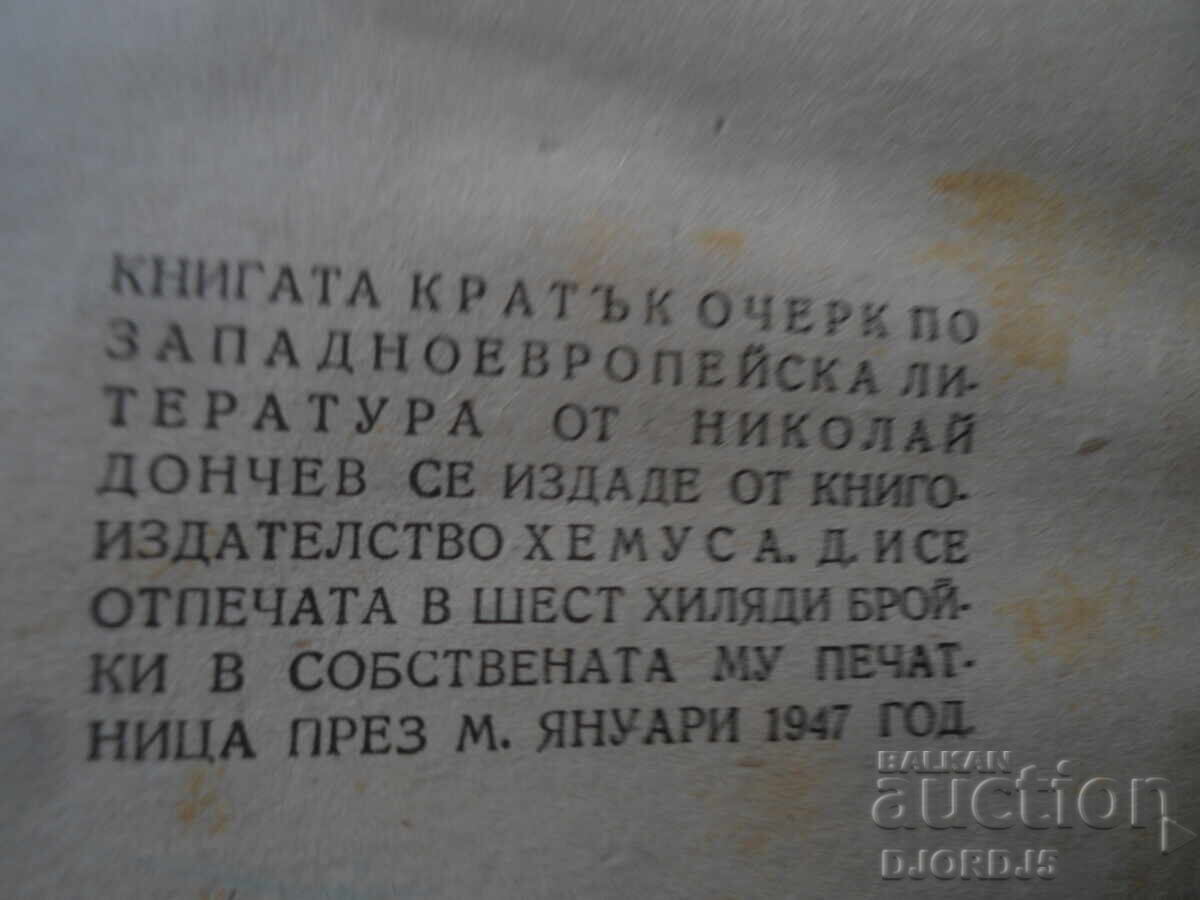 КНИГАТА КРАТЪК ОЧЕРК ПО
ЗАПАДНОЕВРОПЕЙСКА ЛИ-
ТЕРАТУРА ОТ НИКОЛАЙ
ДОНЧЕВ СЕ ИЗДАДЕ ОТ КНИГО-
ИЗДАТЕЛСТВО ХЕМУС А. Д. И СЕ
ОТПЕЧАТА В ШЕСТ ХИЛЯДИ БРОЙ-
КИ В СОБСТВЕНАТА МУ ПЕЧАТ-
НИЦА ПРЕЗ М. ЯНУАРИ 1947 ГОД.
BALKAN
auction
DJORDJ5